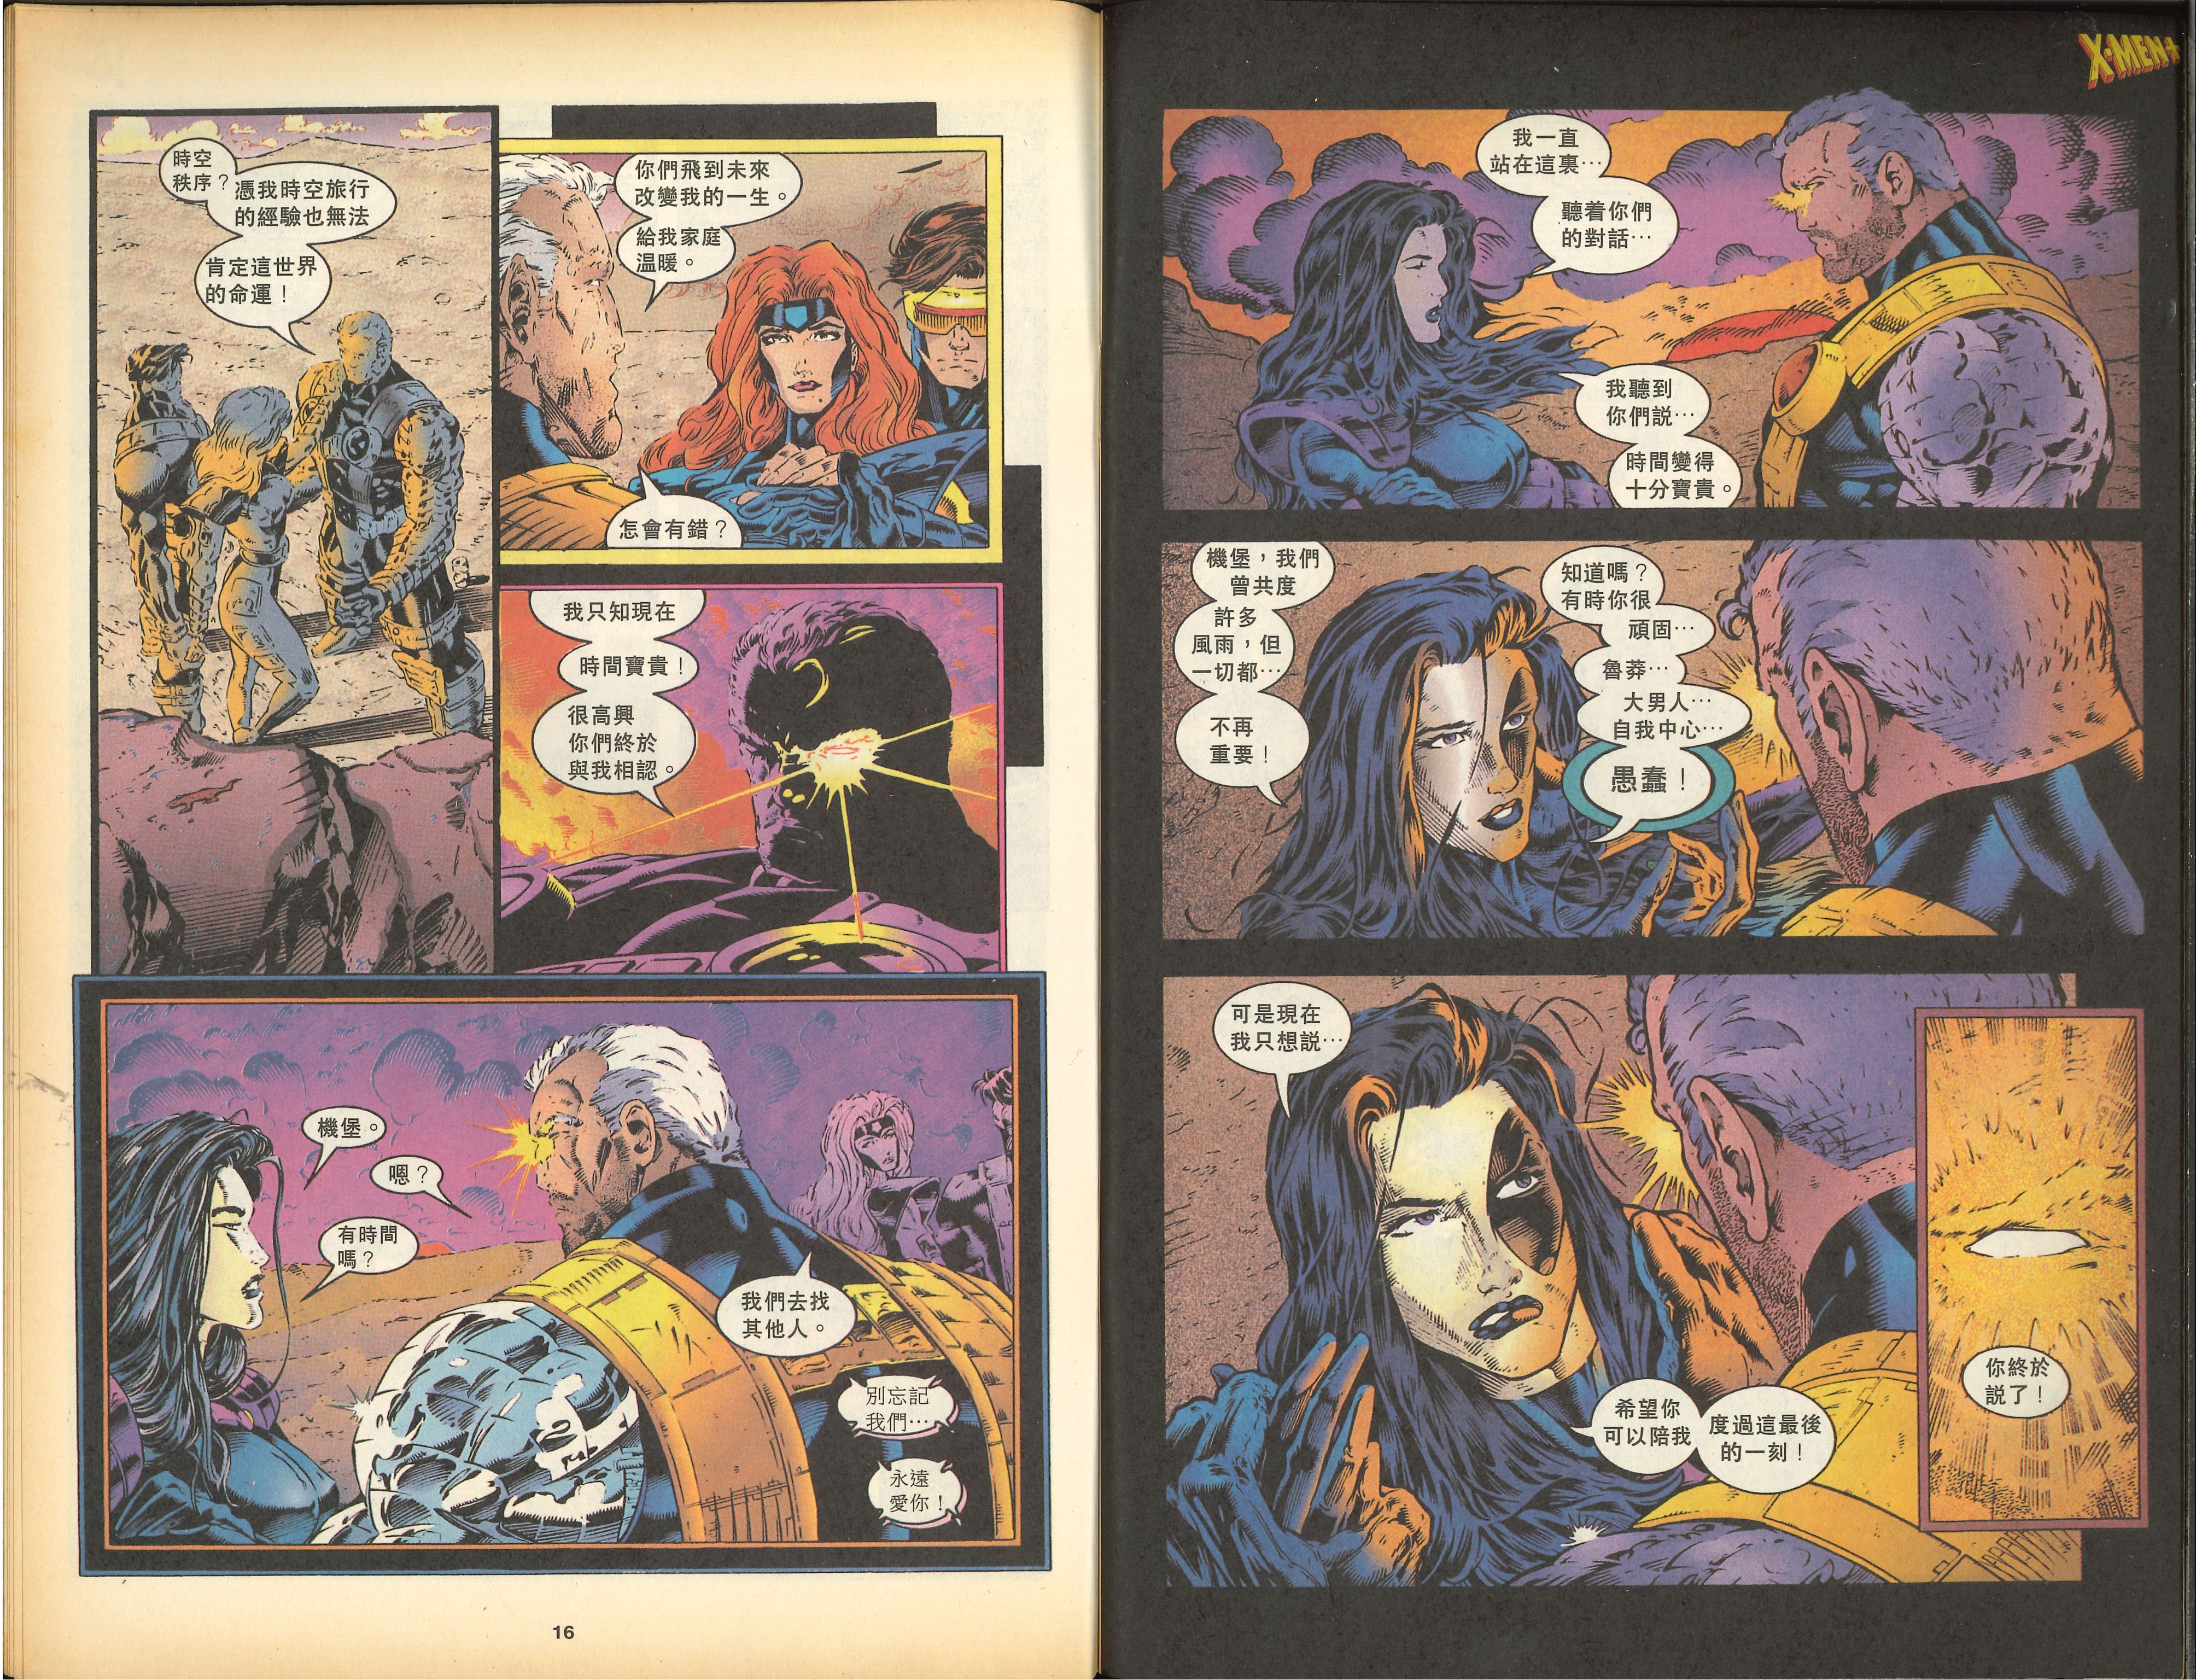 時空
秩序？
憑我時空旅行
的經驗也無法
肯定這世界
的命運！
你們飛到未來
改變我的一生。
給我家庭
温暖。
怎會有錯？
我只知現在
時間寶貴！
很高興
你們終於
與我相認。
機堡。
嗯？
有時間
嗎？
我們去找
其他人。
別忘記
我們…
永遠
愛你！
16
X·MEN+
我一直
站在這裏…
聽着你們
的對話…
我聽到
你們説…
時間變得
十分寶貴。
機堡，我們
曾共度
許多
風雨，但
一切都…
不再
重要！
知道嗎？
有時你很
頑固…
魯莽…
大男人…
自我中心…
愚蠢！
可是現在
我只想説…
希望你
可以陪我
度過這最後
的一刻！
你終於
説了！